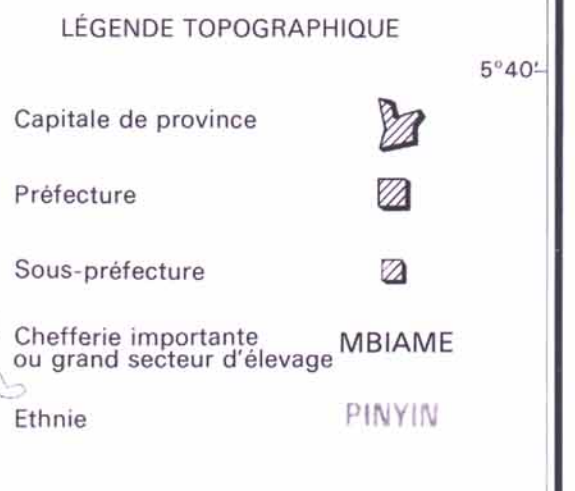 LÉGENDE TOPOGRAPHIQUE
5°40'
Capitale de province
Préfecture
Sous-préfecture
Chefferie importante
ou grand secteur d'élevage MBIAME
Ethnie PINYIN